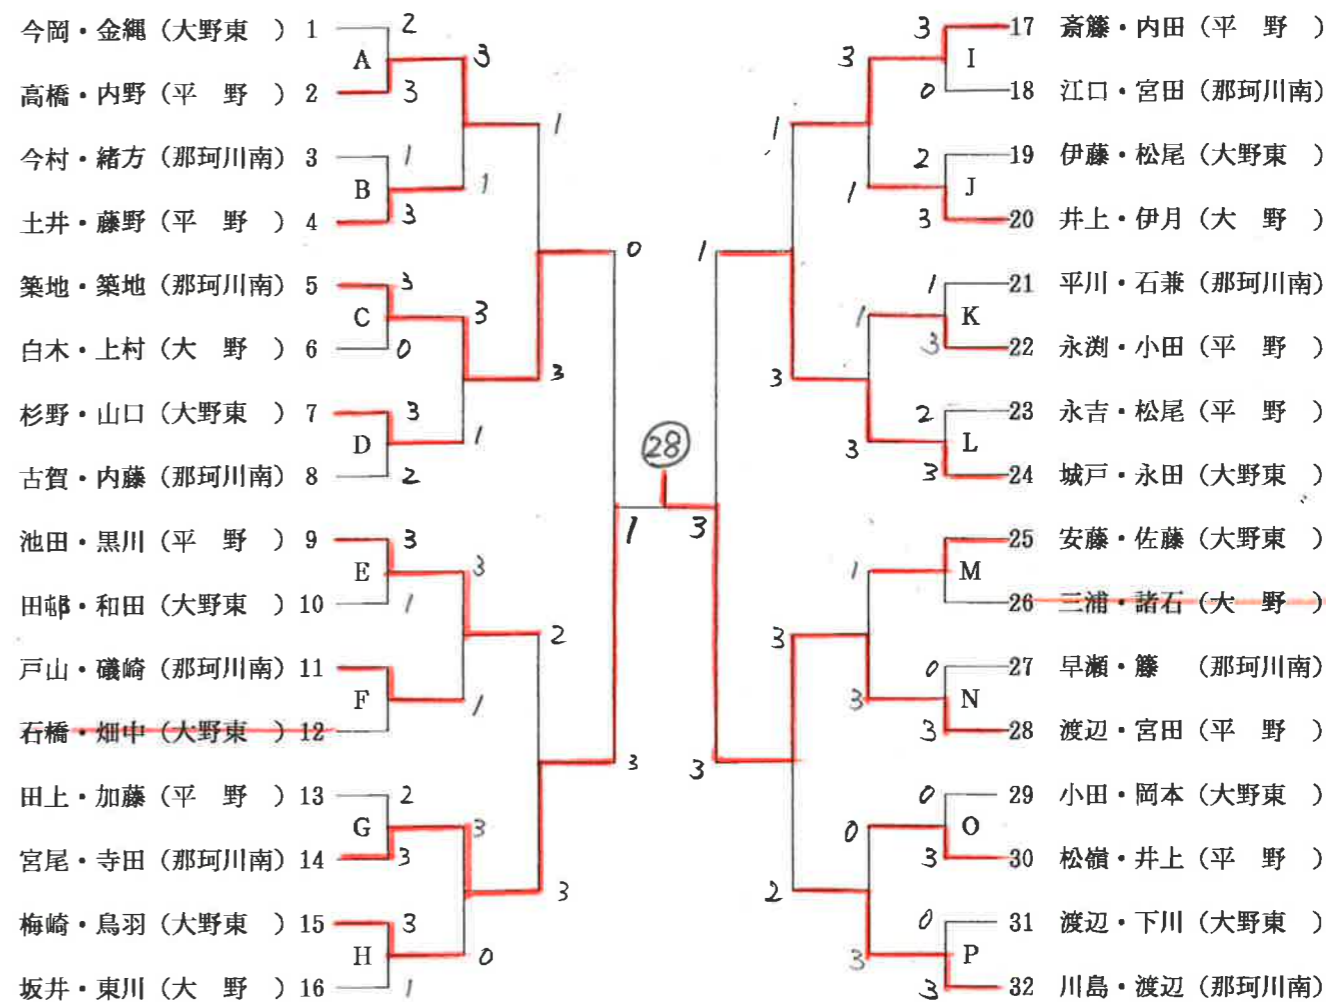 今岡・金縄（大野東　）1 2
A 3
高橋・内野（平　野　）2 3
1
今村・緒方（那珂川南）3 1
B 1
土井・藤野（平　野　）4 3
0
築地・築地（那珂川南）5 3
C 3
白木・上村（大　野　）6 0
3
杉野・山口（大野東　）7 3
D 1
古賀・内藤（那珂川南）8 2
28
1 3
池田・黒川（平　野　）9 3
E 3
田邨・和田（大野東　）10 1
2
戸山・礒崎（那珂川南）11
F 1
石橋・畑中（大野東　）12
3
田上・加藤（平　野　）13 2
G 3
宮尾・寺田（那珂川南）14 3
3
梅崎・鳥羽（大野東　）15 3
H 0
坂井・東川（大　野　）16 1
3 17 斎籐・内田（平　野　）
3 I
0 18 江口・宮田（那珂川南）
1
2 19 伊藤・松尾（大野東　）
1 J
3 20 井上・伊月（大　野　）
1
1 21 平川・石兼（那珂川南）
1 K
3 22 永渕・小田（平　野　）
3
2 23 永吉・松尾（平　野　）
3 L
3 24 城戸・永田（大野東　）
25 安藤・佐藤（大野東　）
1 M
26 三浦・諸石（大　野　）
3
0 27 早瀬・籐　（那珂川南）
3 N
3 28 渡辺・宮田（平　野　）
3
0 29 小田・岡本（大野東　）
0 O
3 30 松嶺・井上（平　野　）
2
0 31 渡辺・下川（大野東　）
3 P
3 32 川島・渡辺（那珂川南）